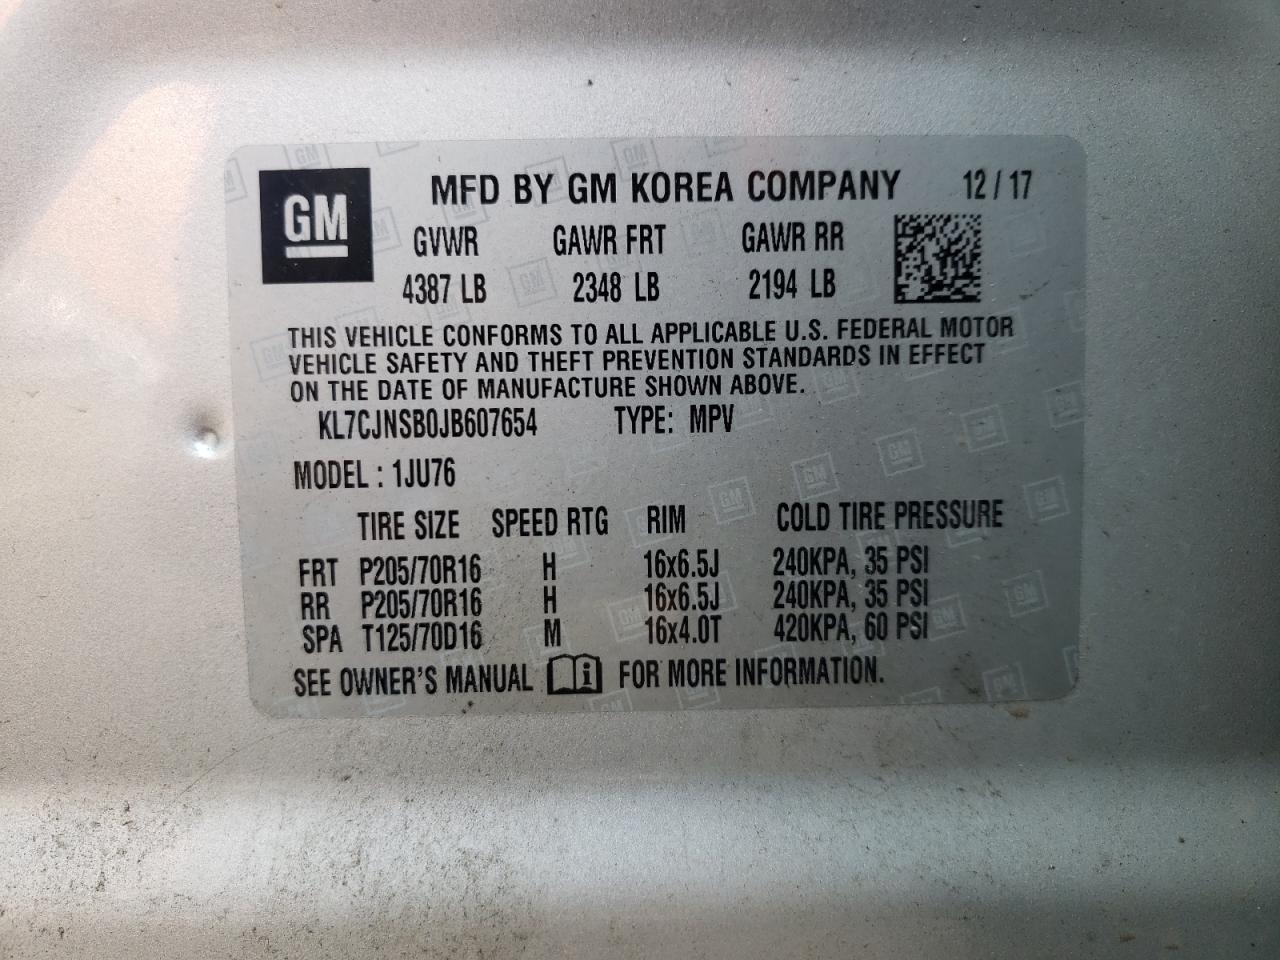 GM
MFD BY GM KOREA COMPANY 12 / 17
GVWR GAWR FRT GAWR RR
4387 LB 2348 LB 2194 LB
THIS VEHICLE CONFORMS TO ALL APPLICABLE U.S. FEDERAL MOTOR
VEHICLE SAFETY AND THEFT PREVENTION STANDARDS IN EFFECT
ON THE DATE OF MANUFACTURE SHOWN ABOVE.
KL7CJNSB0JB607654 TYPE: MPV
MODEL : 1JU76
TIRE SIZE SPEED RTG RIM COLD TIRE PRESSURE
FRT P205/70R16 H 16x6.5J 240KPA, 35 PSI
RR P205/70R16 H 16x6.5J 240KPA, 35 PSI
SPA T125/70D16 M 16x4.0T 420KPA, 60 PSI
SEE OWNER'S MANUAL i FOR MORE INFORMATION.